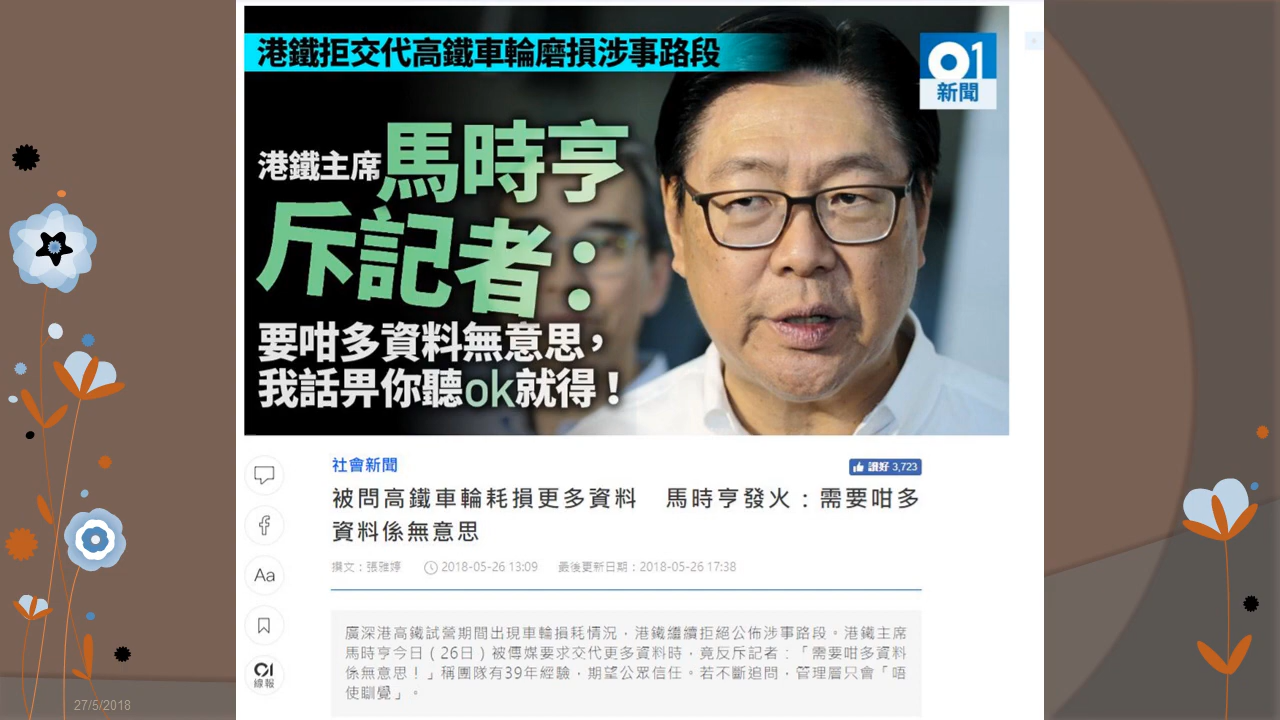 港鐵拒交代高鐵車輪磨損涉事路段
01
新聞
港鐵主席馬時亨
斥記者：
要咁多資料無意思，
我話畀你聽ok就得！
社會新聞
讚好 3,723
被問高鐵車輪耗損更多資料　馬時亨發火：需要咁多
資料係無意思
撰文：張雅婷
2018-05-26 13:09
最後更新日期：2018-05-26 17:38
Aa
01
線報
廣深港高鐵試營期間出現車輪損耗情況，港鐵繼續拒絕公佈涉事路段。港鐵主席
馬時亨今日（26日）被傳媒要求交代更多資料時，竟反斥記者：「需要咁多資料
係無意思！」稱團隊有39年經驗，期望公眾信任。若不斷追問，管理層只會「唔
使瞓覺」。
27/5/2018